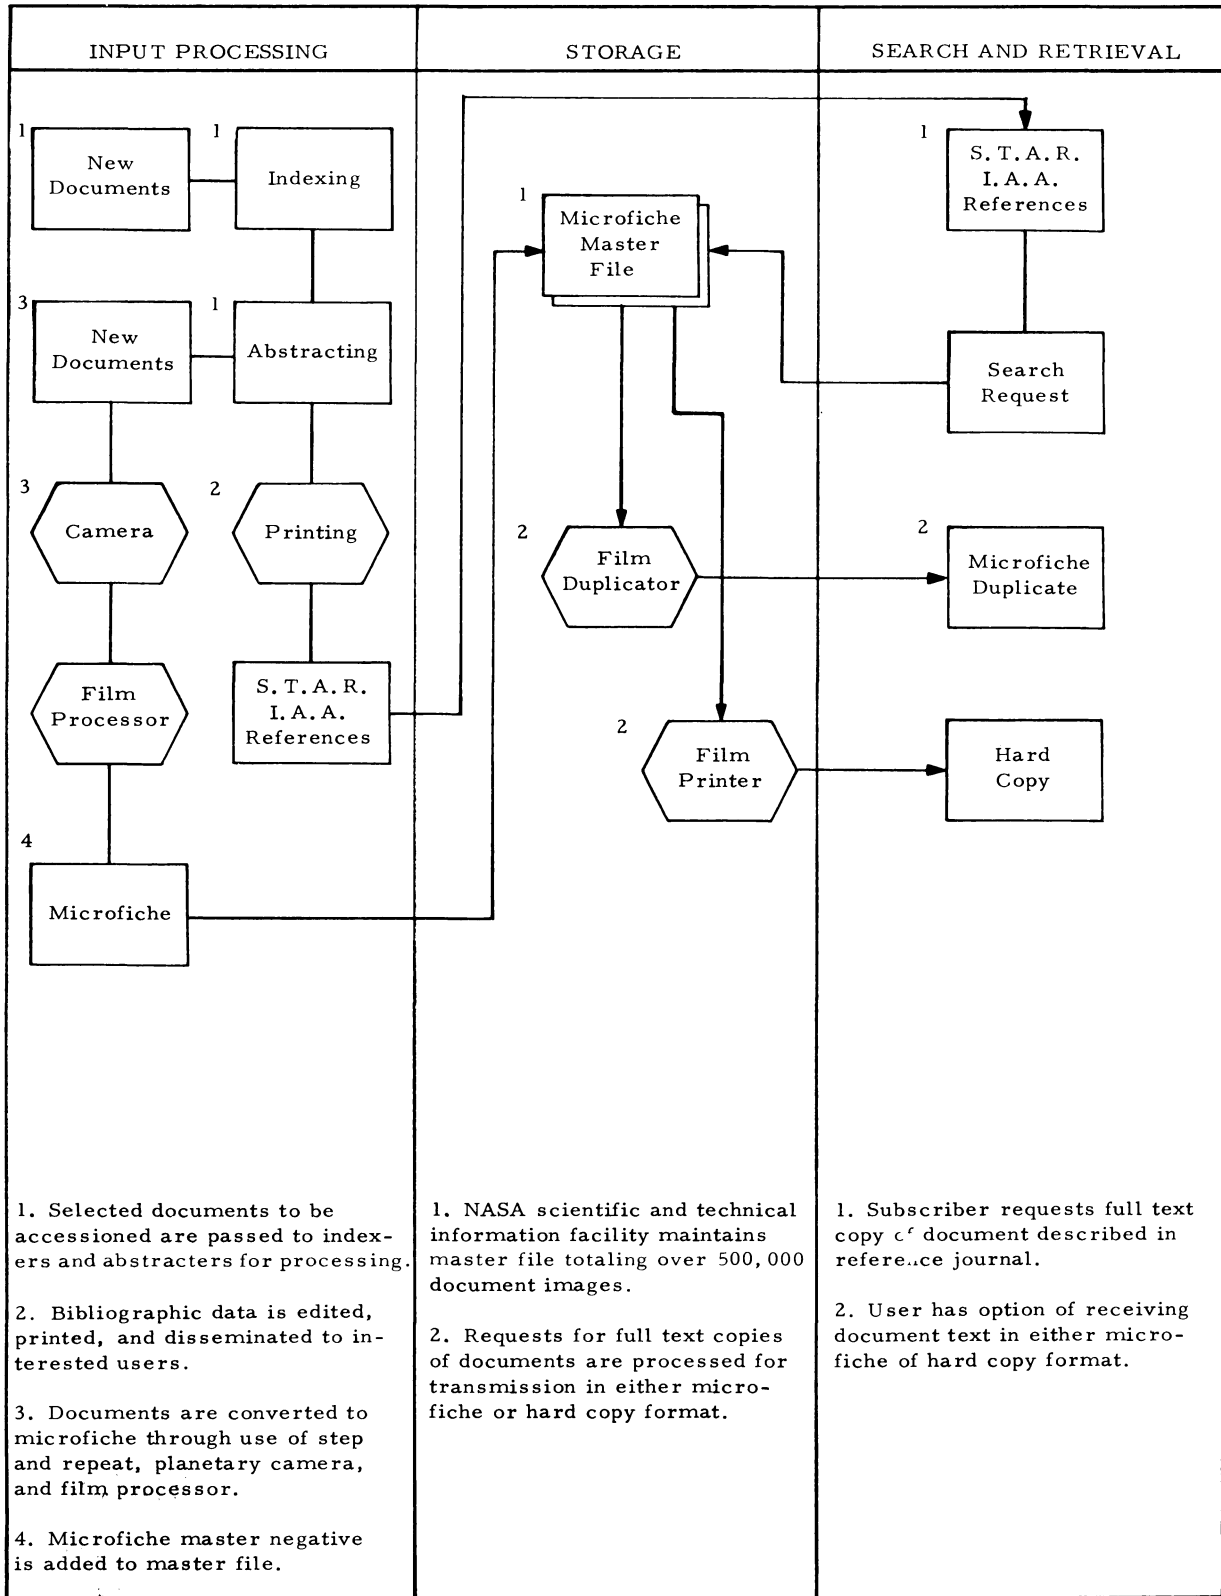 INPUT PROCESSING
STORAGE
SEARCH AND RETRIEVAL
1
New
Documents
1
Indexing
3
New
Documents
1
Abstracting
3
Camera
2
Printing
Film
Processor
S. T. A. R.
I. A. A.
References
4
Microfiche
1. Selected documents to be
accessioned are passed to index-
ers and abstracters for processing.
2. Bibliographic data is edited,
printed, and disseminated to in-
terested users.
3. Documents are converted to
microfiche through use of step
and repeat, planetary camera,
and film processor.
4. Microfiche master negative
is added to master file.
1
Microfiche
Master
File
2
Film
Duplicator
2
Film
Printer
1. NASA scientific and technical
information facility maintains
master file totaling over 500,000
document images.
2. Requests for full text copies
of documents are processed for
transmission in either micro-
fiche or hard copy format.
1
S. T. A. R.
I. A. A.
References
Search
Request
2
Microfiche
Duplicate
Hard
Copy
1. Subscriber requests full text
copy document described in
journal.
2. User has option of receiving
document text in either micro-
fiche of hard copy format.